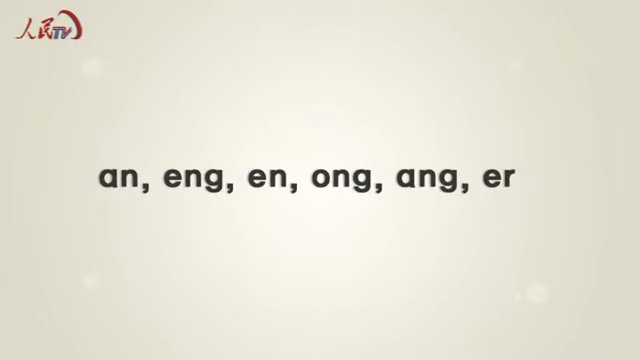 人民TV
an, eng, en, ong, ang, er